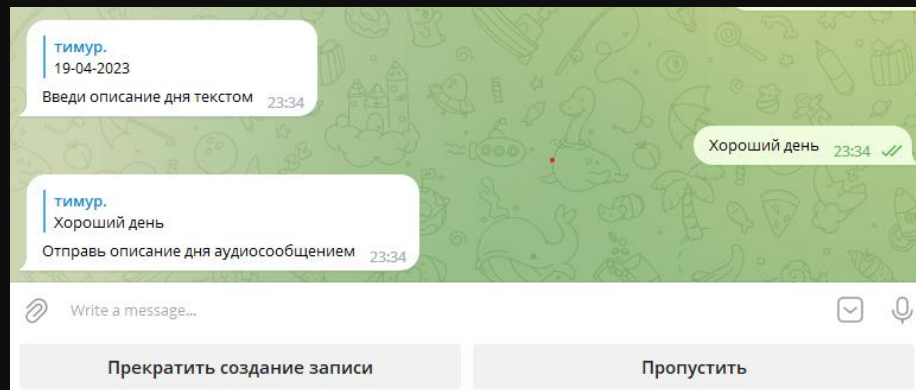 тимур.
19-04-2023
Введи описание дня текстом 23:34
Хороший день 23:34
тимур.
Хороший день
Отправь описание дня аудиосообщением 23:34
Write a message...
Прекратить создание записи
Пропустить